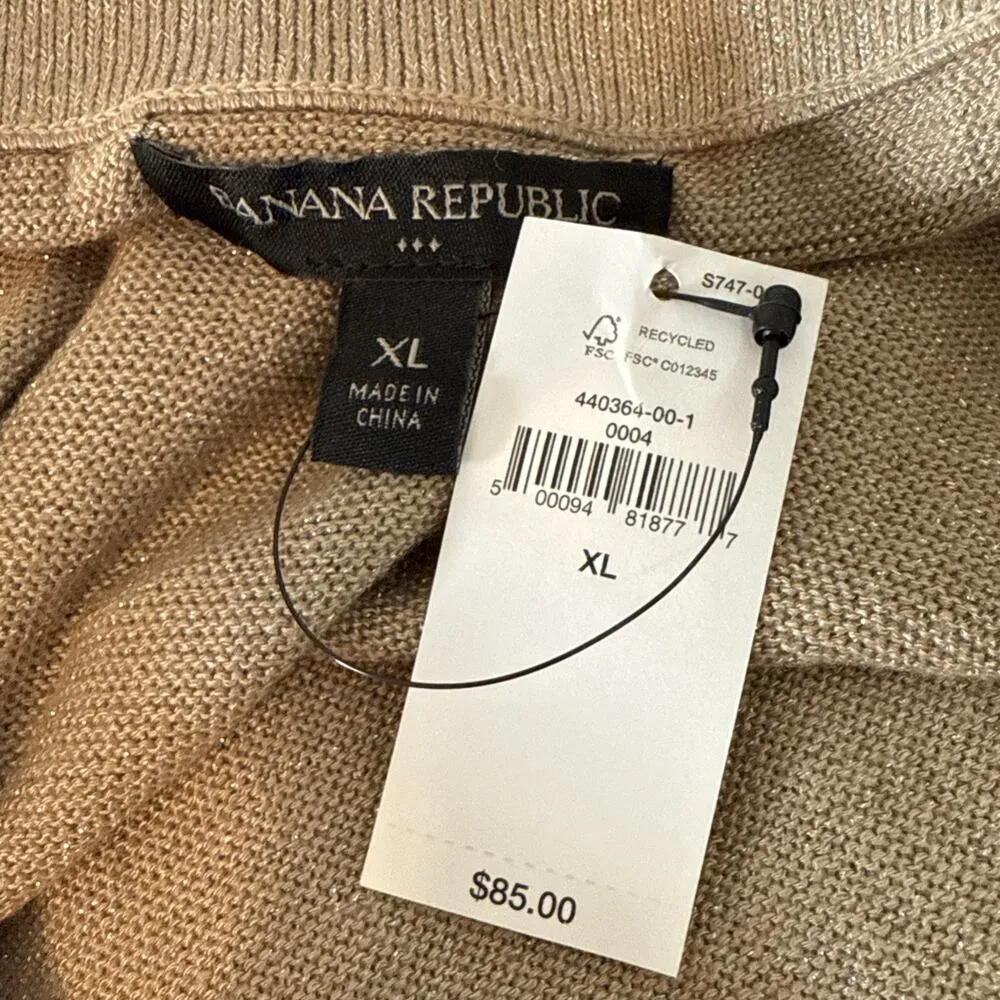 BANANA REPUBLIC
XL
MADE IN
CHINA
S747-0
RECYCLED
FSC
FSC® C012345
440364-00-1
0004
5 00094 81877 7
XL
$85.00